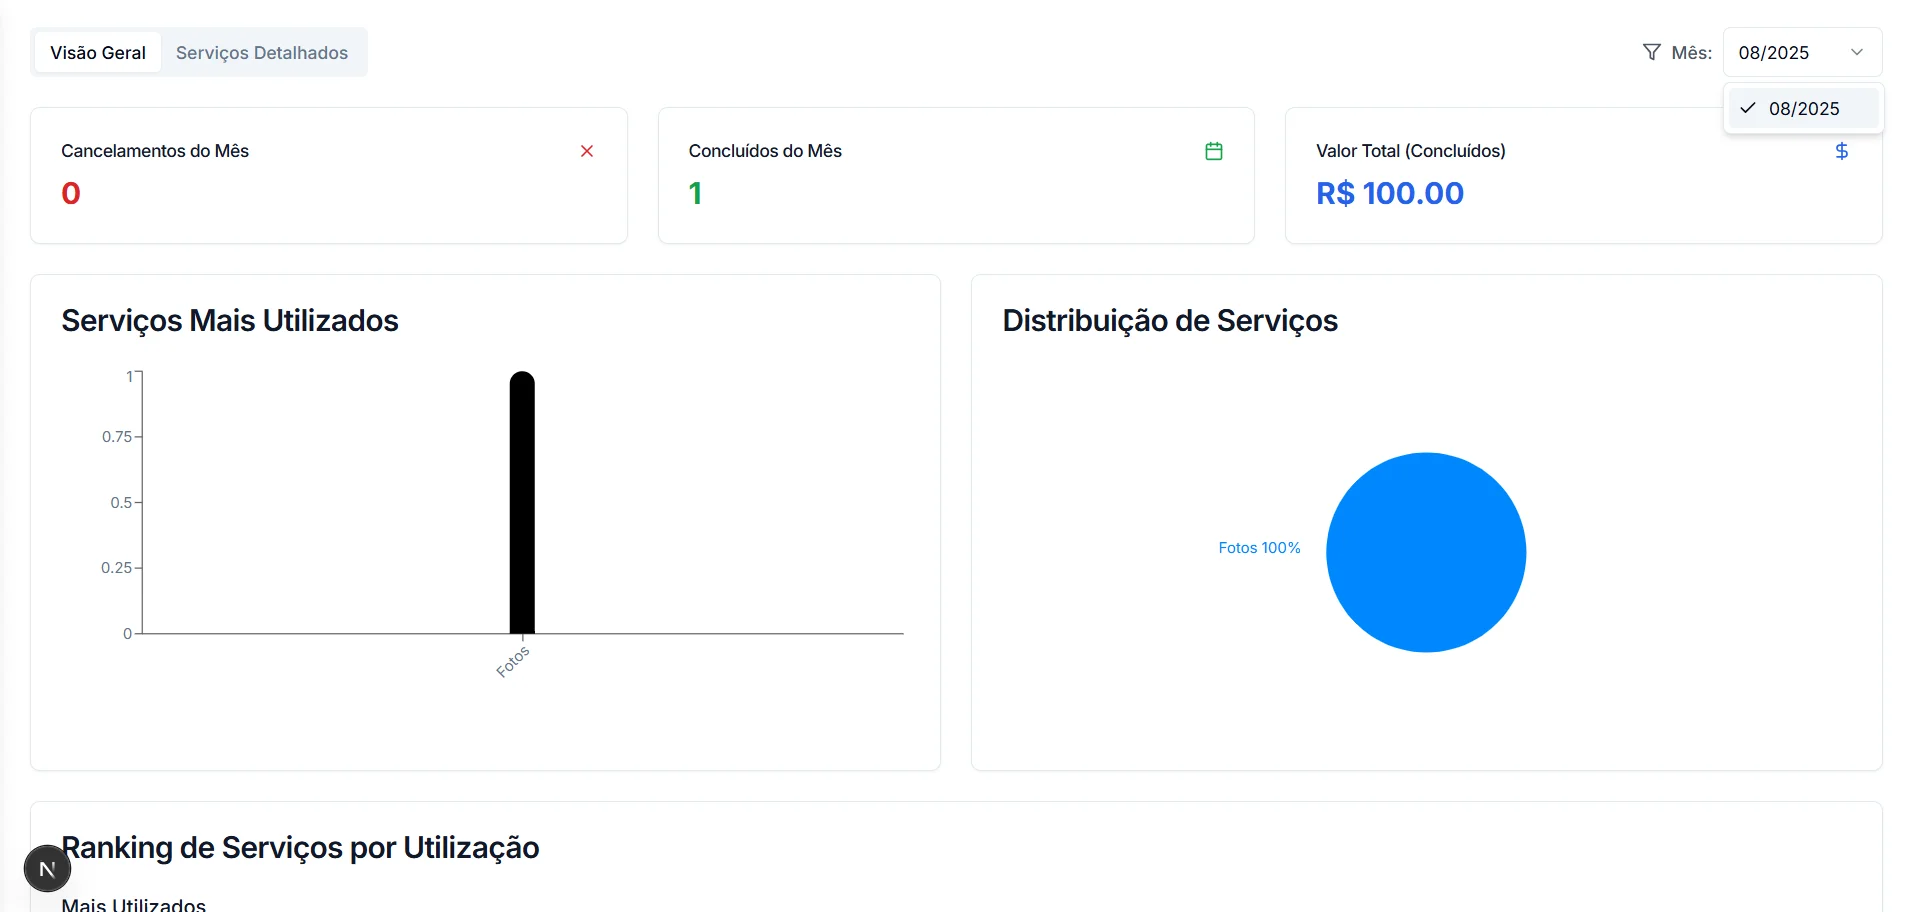 Visão Geral
Serviços Detalhados
Mês:
08/2025
08/2025
Cancelamentos do Mês
0
Concluídos do Mês
1
Valor Total (Concluídos)
$
R$ 100.00
Serviços Mais Utilizados
1
0.75
0.5
0.25
0
Fotos
Distribuição de Serviços
Fotos 100%
Ranking de Serviços por Utilização
N
Mais Utilizados